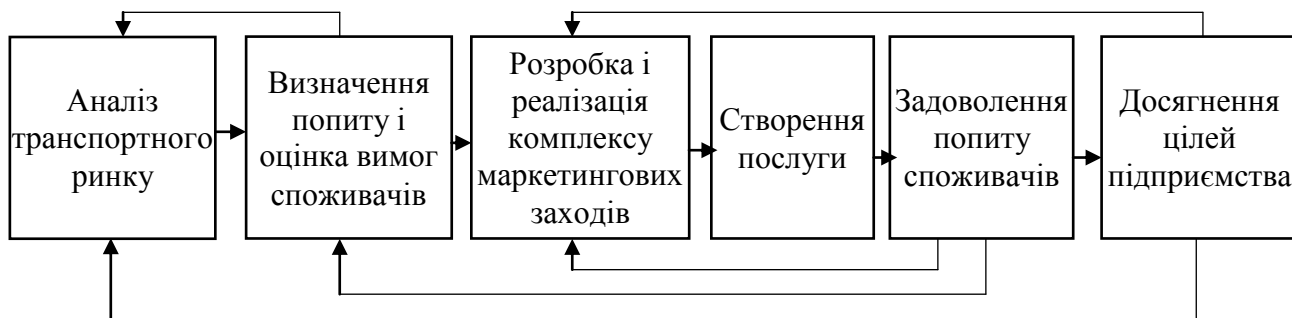 Аналіз
транспортного
ринку
Визначення
попиту і
оцінка вимог
споживачів
Розробка і
реалізація
комплексу
маркетингових
заходів
Створення
послуги
Задоволення
попиту
споживачів
Досягнення
цілей
підприємства